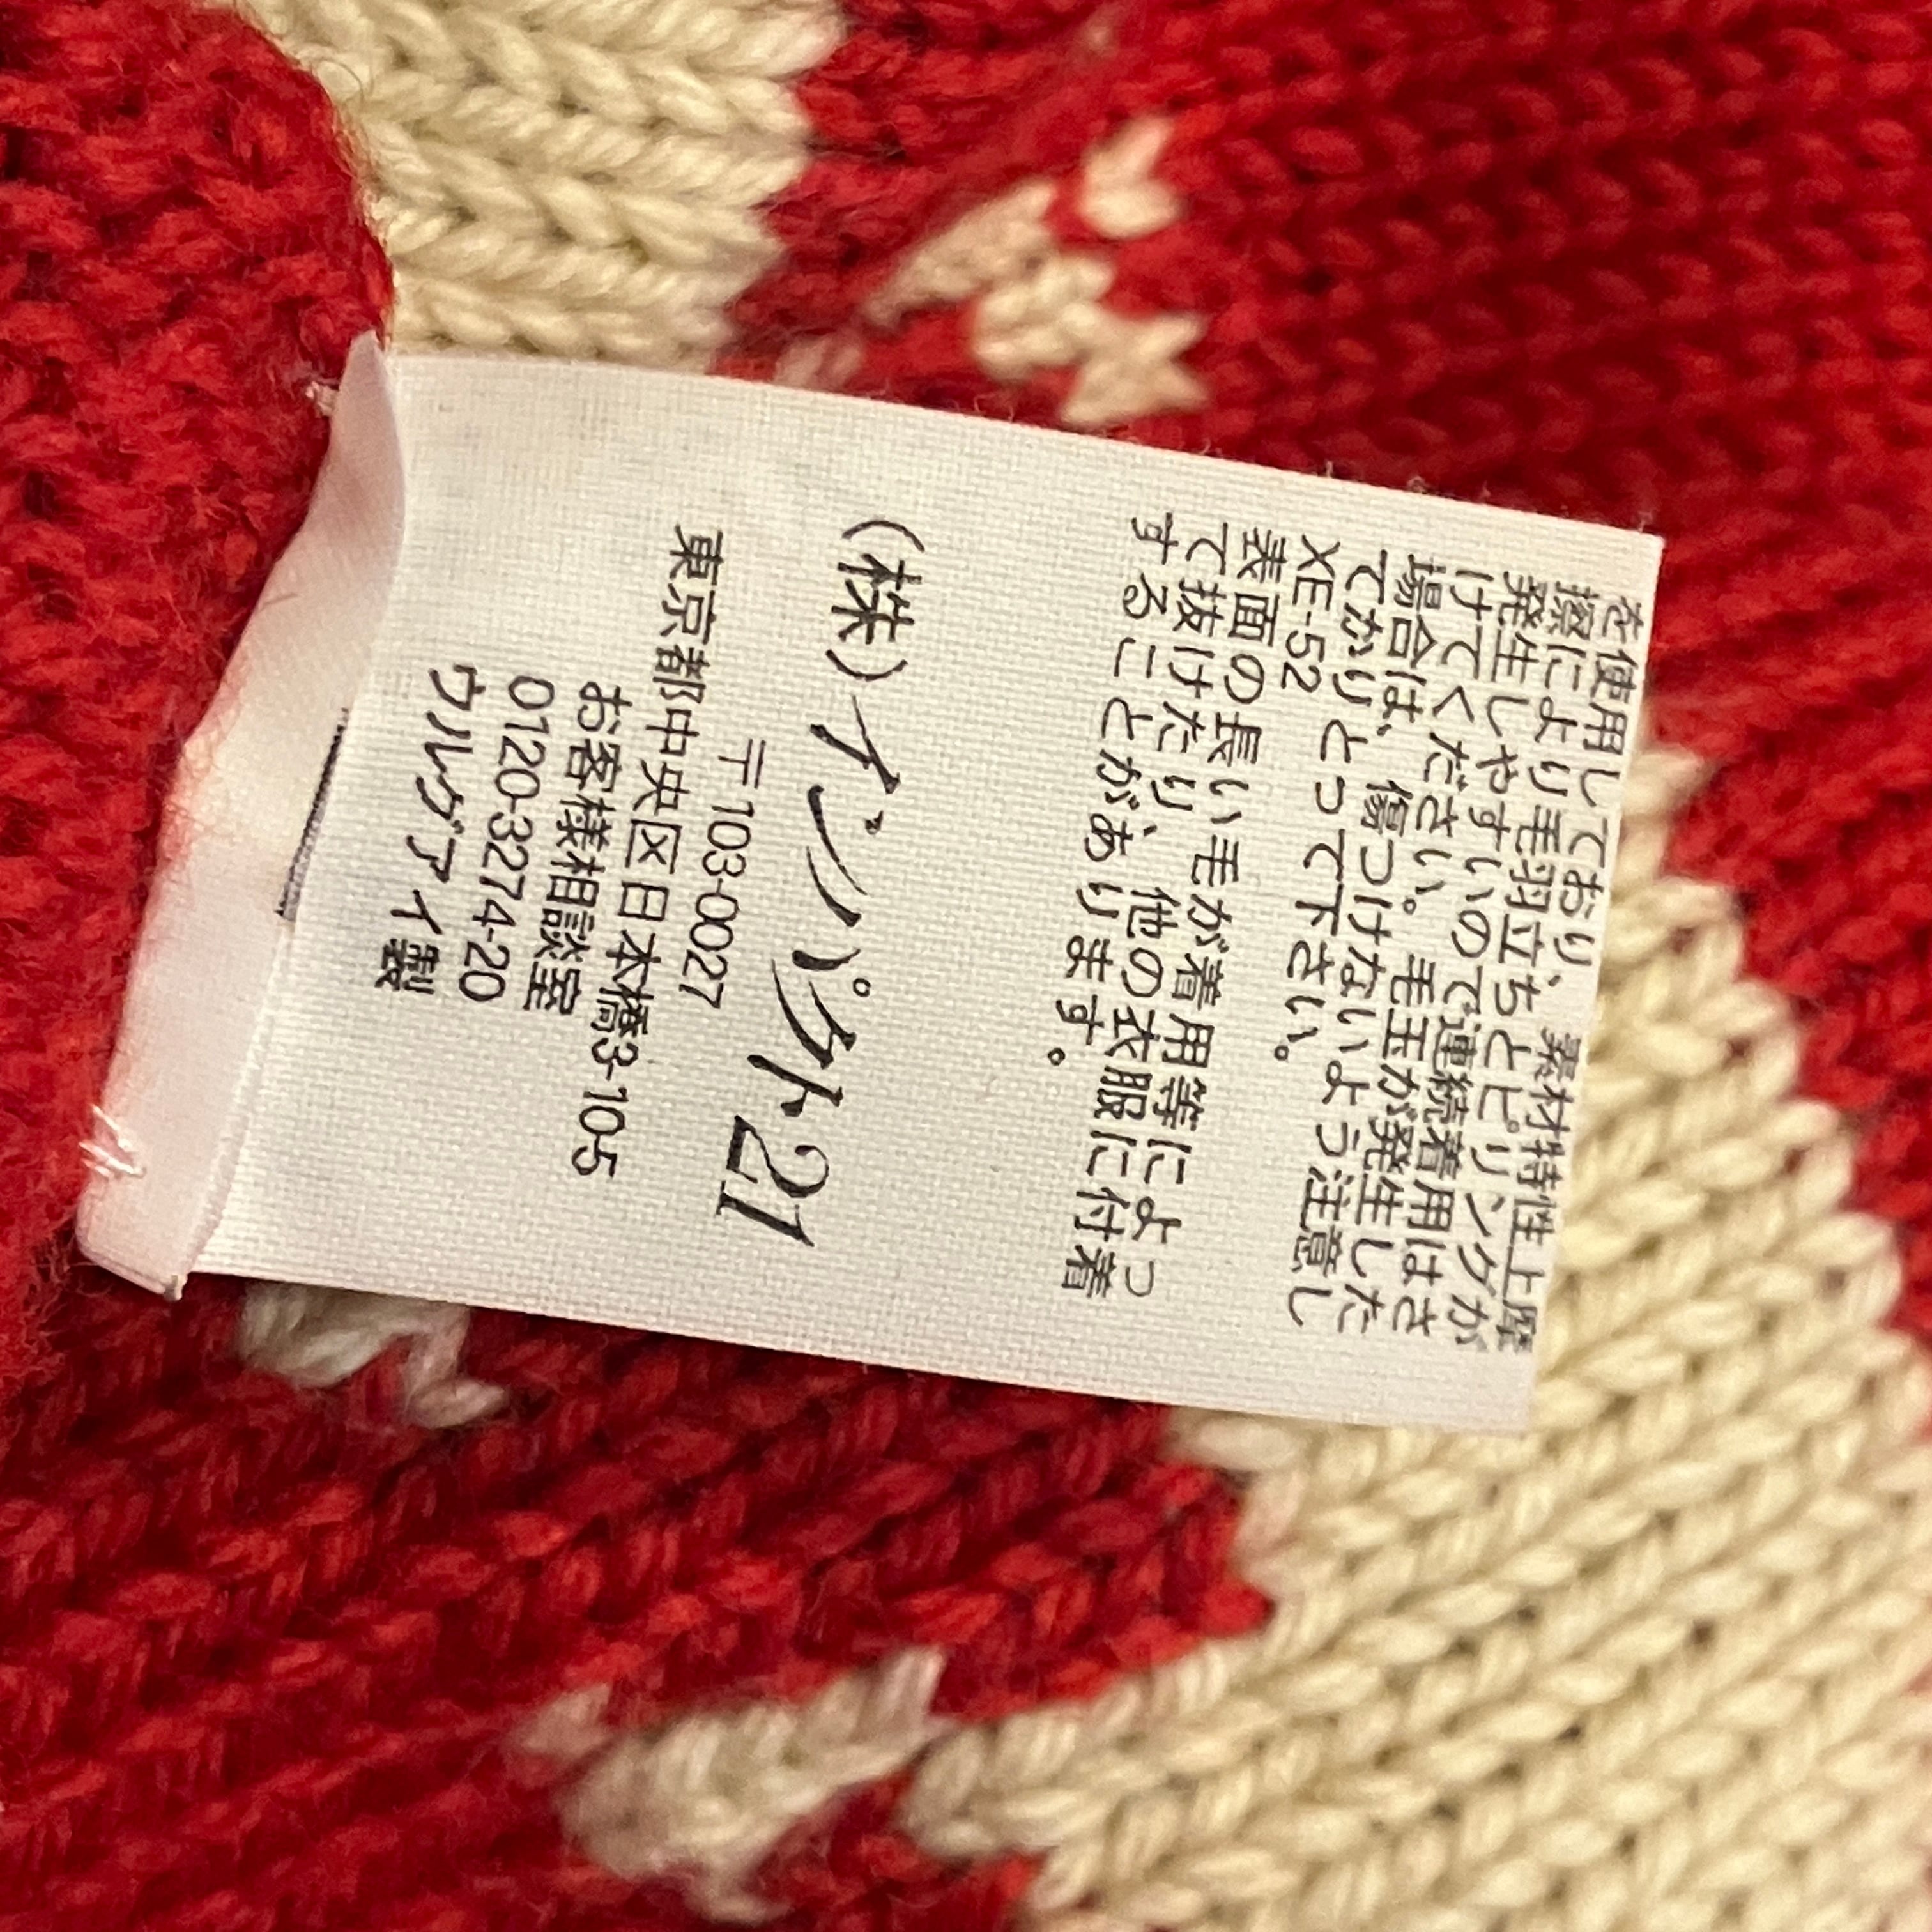 を使用しており、素材特性上摩
擦により毛羽立ちとピリングが
発生しやすいので連続着用はさ
けてください。毛玉が発生した
場合は、傷つけないよう注意し
てかりとって下さい。
XE-52
表面の長い毛が着用等によっ
て抜けたり、他の衣服に付着
することがあります。
(株)インパクト21
〒103-0027
東京都中央区日本橋3-10-5
お客様相談室
0120-3274-20
ウルグアイ製